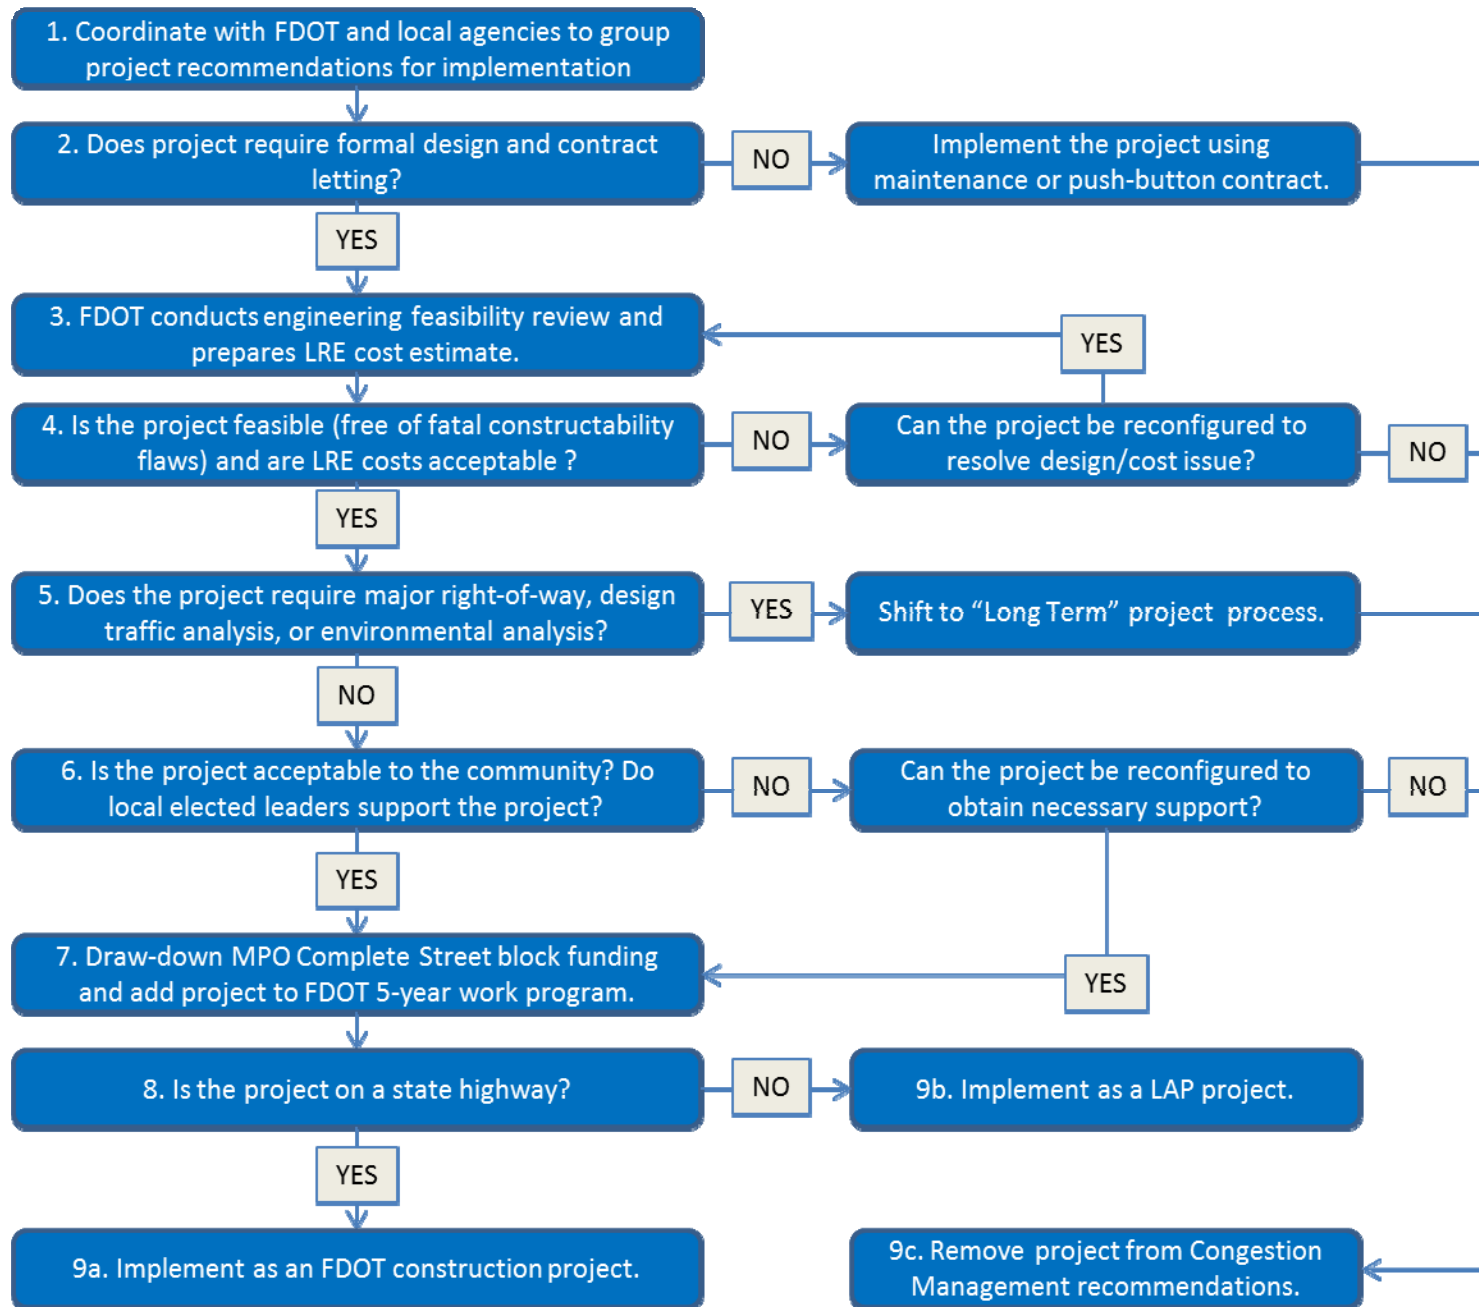 1. Coordinate with FDOT and local agencies to group
project recommendations for implementation
2. Does project require formal design and contract
letting?
NO
Implement the project using
maintenance or push-button contract.
YES
3. FDOT conducts engineering feasibility review and
prepares LRE cost estimate.
YES
4. Is the project feasible (free of fatal constructability
flaws) and are LRE costs acceptable ?
NO
Can the project be reconfigured to
resolve design/cost issue?
NO
YES
5. Does the project require major right-of-way, design
traffic analysis, or environmental analysis?
YES
Shift to “Long Term” project process.
NO
6. Is the project acceptable to the community? Do
local elected leaders support the project?
NO
Can the project be reconfigured to
obtain necessary support?
NO
YES
7. Draw-down MPO Complete Street block funding
and add project to FDOT 5-year work program.
YES
8. Is the project on a state highway?
NO
9b. Implement as a LAP project.
YES
9a. Implement as an FDOT construction project.
9c. Remove project from Congestion
Management recommendations.